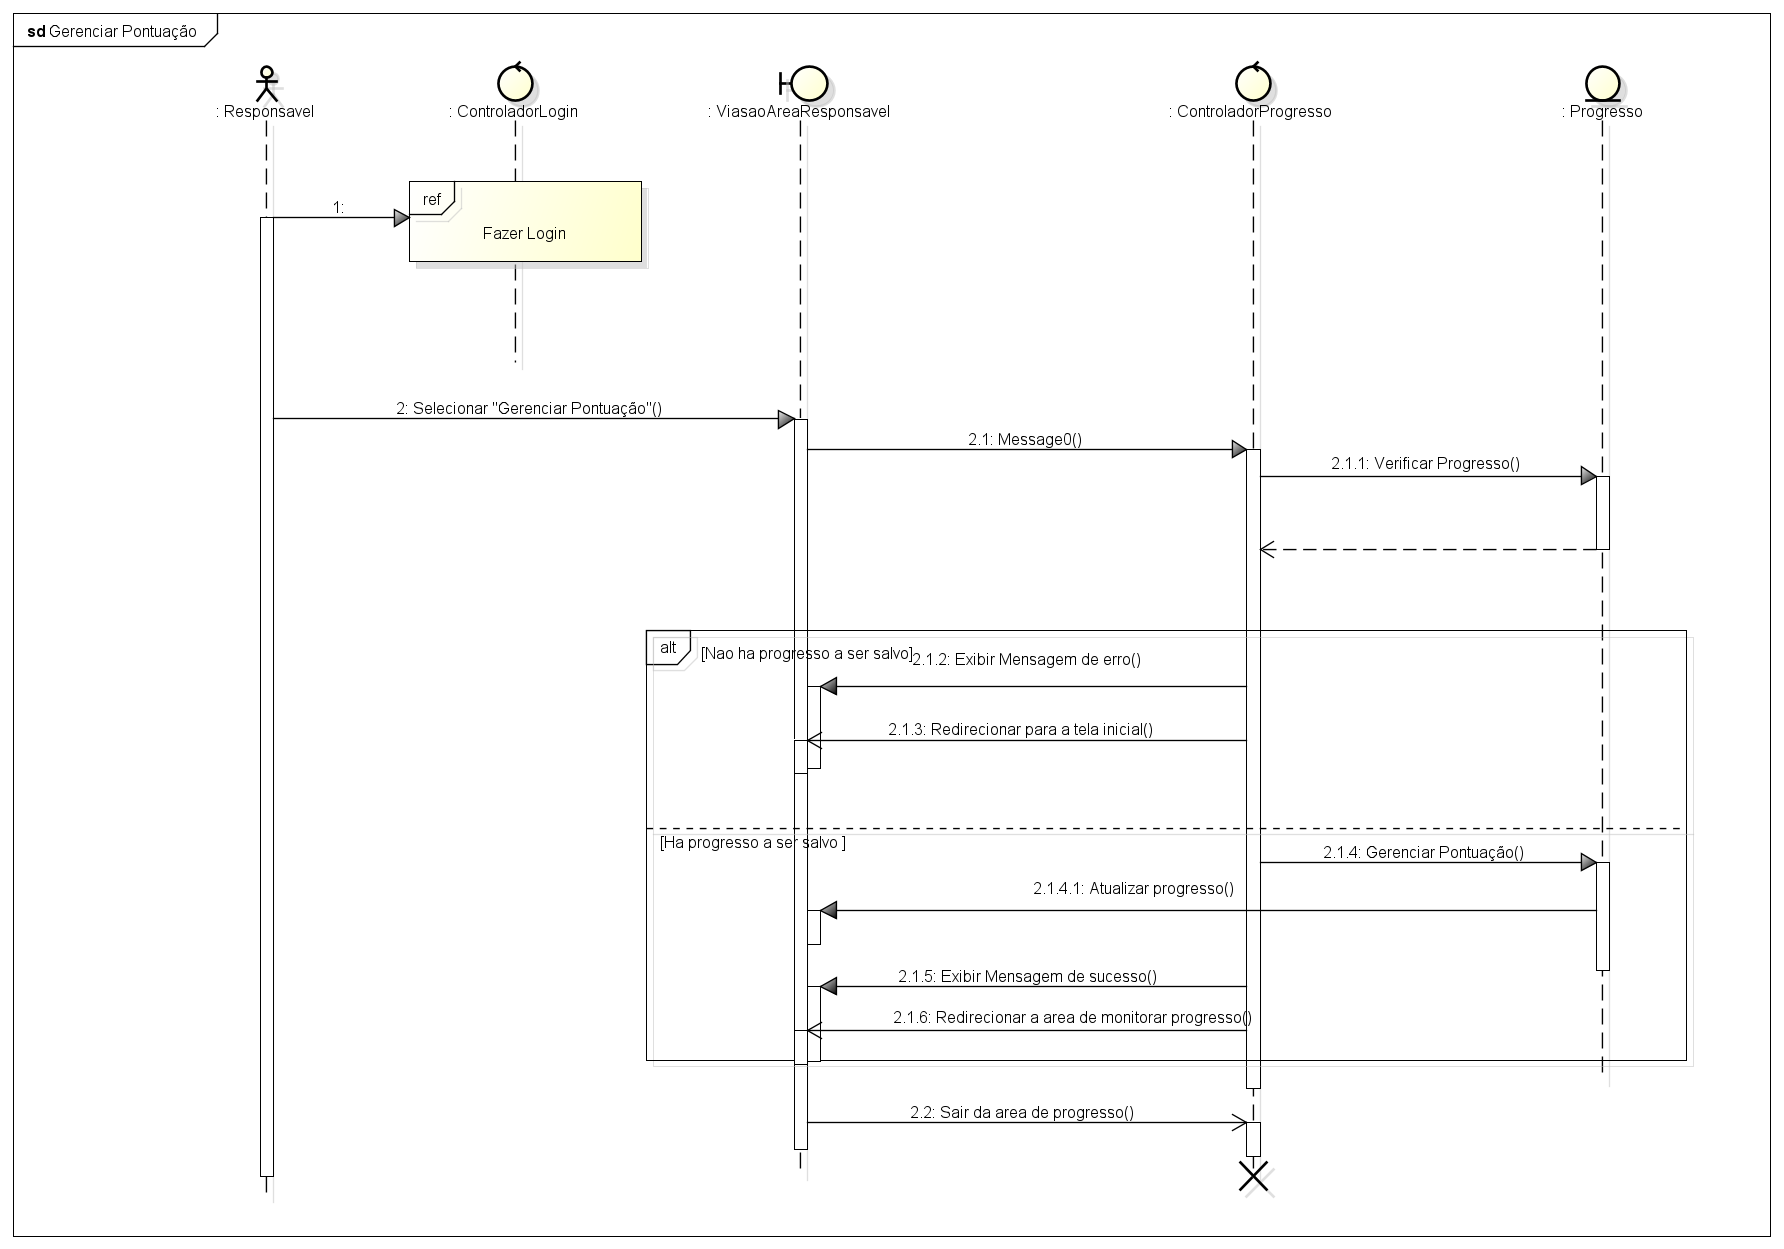 sd Gerenciar Pontuação
: Responsavel
: ControladorLogin
: ViasaoAreaResponsavel
: ControladorProgresso
: Progresso
ref
1:
Fazer Login
2: Selecionar "Gerenciar Pontuação"()
2.1: Message0()
2.1.1: Verificar Progresso()
alt
[Nao ha progresso a ser salvo]
2.1.2: Exibir Mensagem de erro()
2.1.3: Redirecionar para a tela inicial()
[Ha progresso a ser salvo ]
2.1.4: Gerenciar Pontuação()
2.1.4.1: Atualizar progresso()
2.1.5: Exibir Mensagem de sucesso()
2.1.6: Redirecionar a area de monitorar progresso()
2.2: Sair da area de progresso()